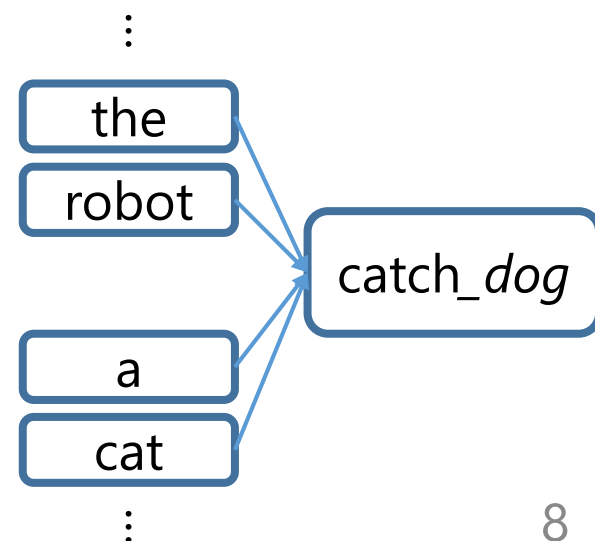 ⋮
the
robot
catch_dog
a
cat
⋮
8